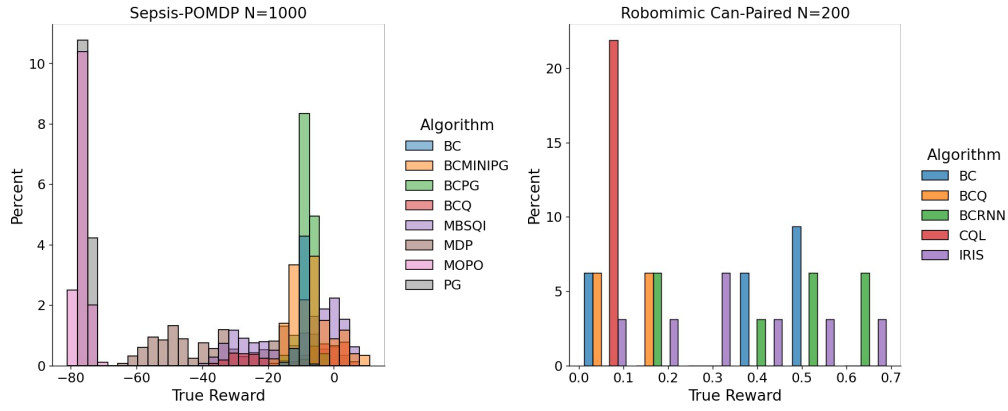 Sepsis-POMDP N=1000
Percent
10
8
6
4
2
0
−80
−60
−40
−20
0
True Reward
Algorithm
BC
BCMINIPG
BCPG
BCQ
MBSQI
MDP
MOPO
PG
Robomimic Can-Paired N=200
Percent
20
15
10
5
0
0.0
0.1
0.2
0.3
0.4
0.5
0.6
0.7
True Reward
Algorithm
BC
BCQ
BCRNN
CQL
IRIS